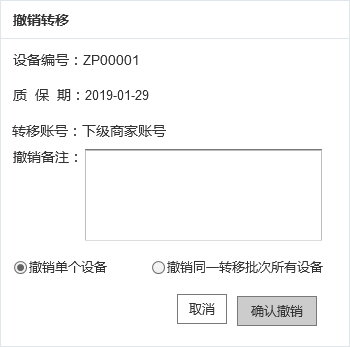 撤销转移
设备编号：ZP00001
质 保 期：2019-01-29
转移账号：下级商家账号
撤销备注：
撤销单个设备 撤销同一转移批次所有设备
取消 确认撤销